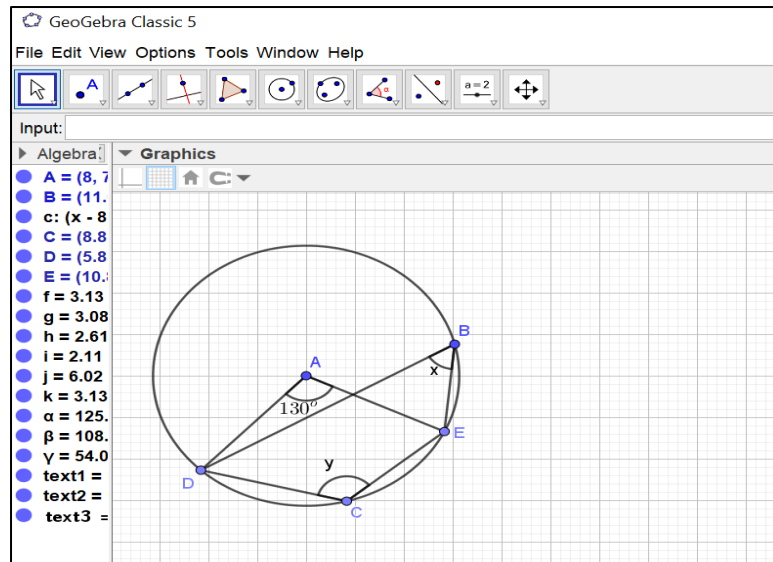 GeoGebra Classic 5
File Edit View Options Tools Window Help
A
α
a=2
Input:
Algebra
Graphics
A = (8, 7
B = (11.
c: (x - 8
C = (8.8
D = (5.8
E = (10.8
f = 3.13
g = 3.08
h = 2.61
i = 2.11
j = 6.02
k = 3.13
α = 125.
β = 108.
γ = 54.0
text1 =
text2 =
text3 =
B
A
x
130°
E
y
D
C